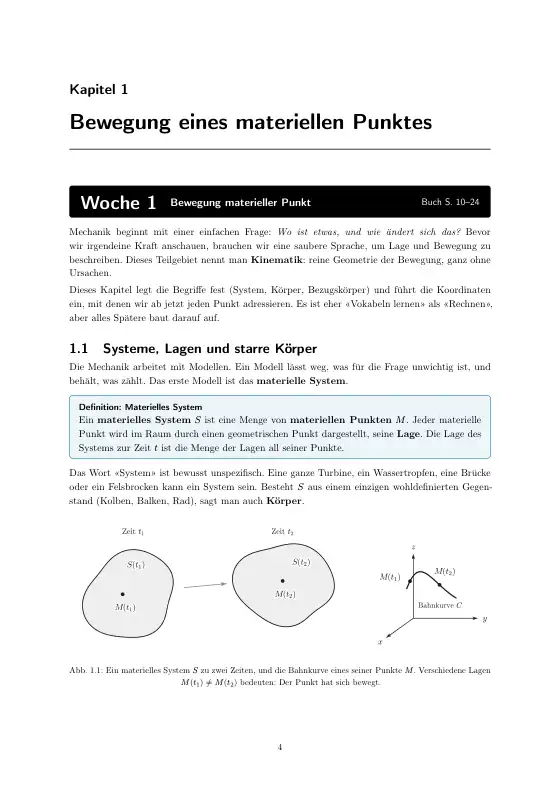 Kapitel 1
Bewegung eines materiellen Punktes
Woche 1 Bewegung materieller Punkt Buch S. 10–24
Mechanik beginnt mit einer einfachen Frage: Wo ist etwas, und wie ändert sich das? Bevor
wir irgendeine Kraft anschauen, brauchen wir eine saubere Sprache, um Lage und Bewegung zu
beschreiben. Dieses Teilgebiet nennt man Kinematik: reine Geometrie der Bewegung, ganz ohne
Ursachen.
Dieses Kapitel legt die Begriffe fest (System, Körper, Bezugskörper) und führt die Koordinaten
ein, mit denen wir ab jetzt jeden Punkt adressieren. Es ist eher «Vokabeln lernen» als «Rechnen»,
aber alles Spätere baut darauf auf.
1.1 Systeme, Lagen und starre Körper
Die Mechanik arbeitet mit Modellen. Ein Modell lässt weg, was für die Frage unwichtig ist, und
behält, was zählt. Das erste Modell ist das materielle System.
Definition: Materielles System
Ein materielles System S ist eine Menge von materiellen Punkten M. Jeder materielle
Punkt wird im Raum durch einen geometrischen Punkt dargestellt, seine Lage. Die Lage des
Systems zur Zeit t ist die Menge der Lagen all seiner Punkte.
Das Wort «System» ist bewusst unspezifisch. Eine ganze Turbine, ein Wassertropfen, eine Brücke
oder ein Felsbrocken kann ein System sein. Besteht S aus einem einzigen wohldefinierten Gegen-
stand (Kolben, Balken, Rad), sagt man auch Körper.
Zeit t₁
S(t₁)
M(t₁)
Zeit t₂
S(t₂)
M(t₂)
z
M(t₁)
M(t₂)
Bahnkurve C
y
x
Abb. 1.1: Ein materielles System S zu zwei Zeiten, und die Bahnkurve eines seiner Punkte M. Verschiedene Lagen
M(t₁) ≠ M(t₂) bedeuten: Der Punkt hat sich bewegt.
4